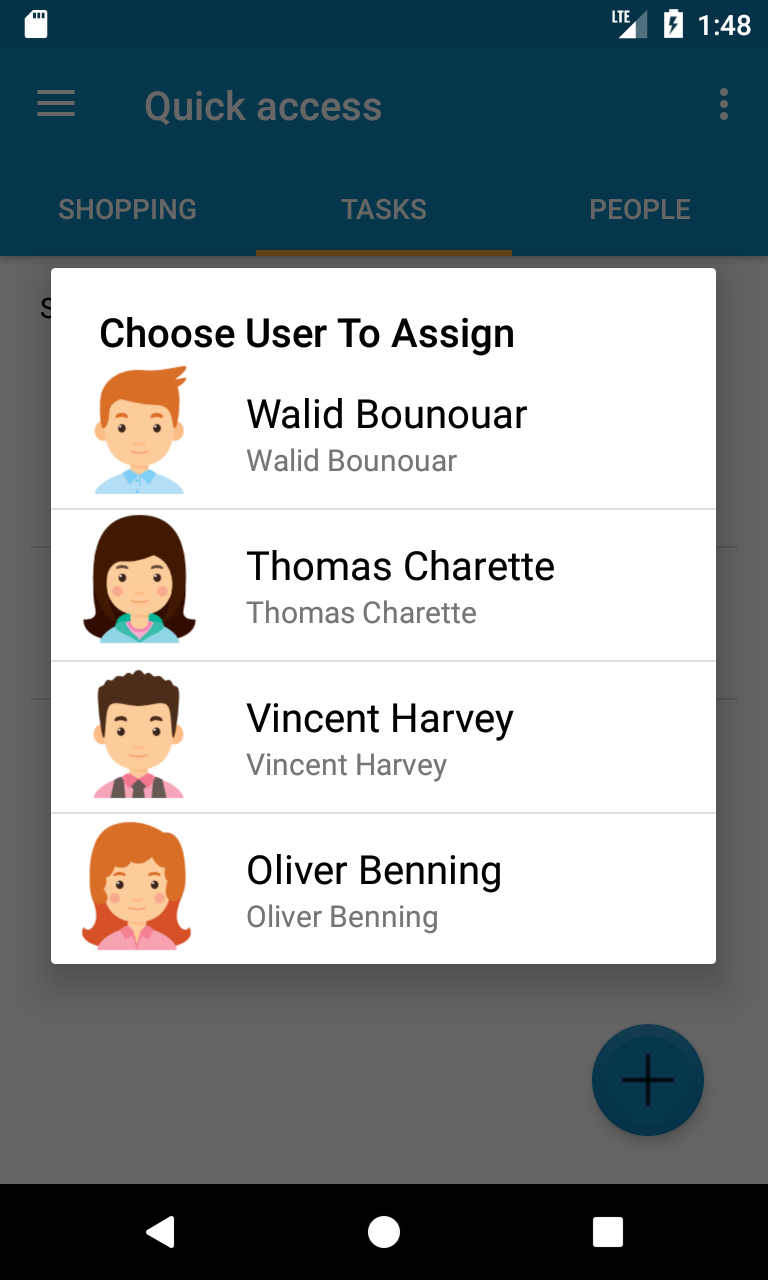 LTE 1:48
Quick access
SHOPPING TASKS PEOPLE
Choose User To Assign
Walid Bounouar
Walid Bounouar
Thomas Charette
Thomas Charette
Vincent Harvey
Vincent Harvey
Oliver Benning
Oliver Benning